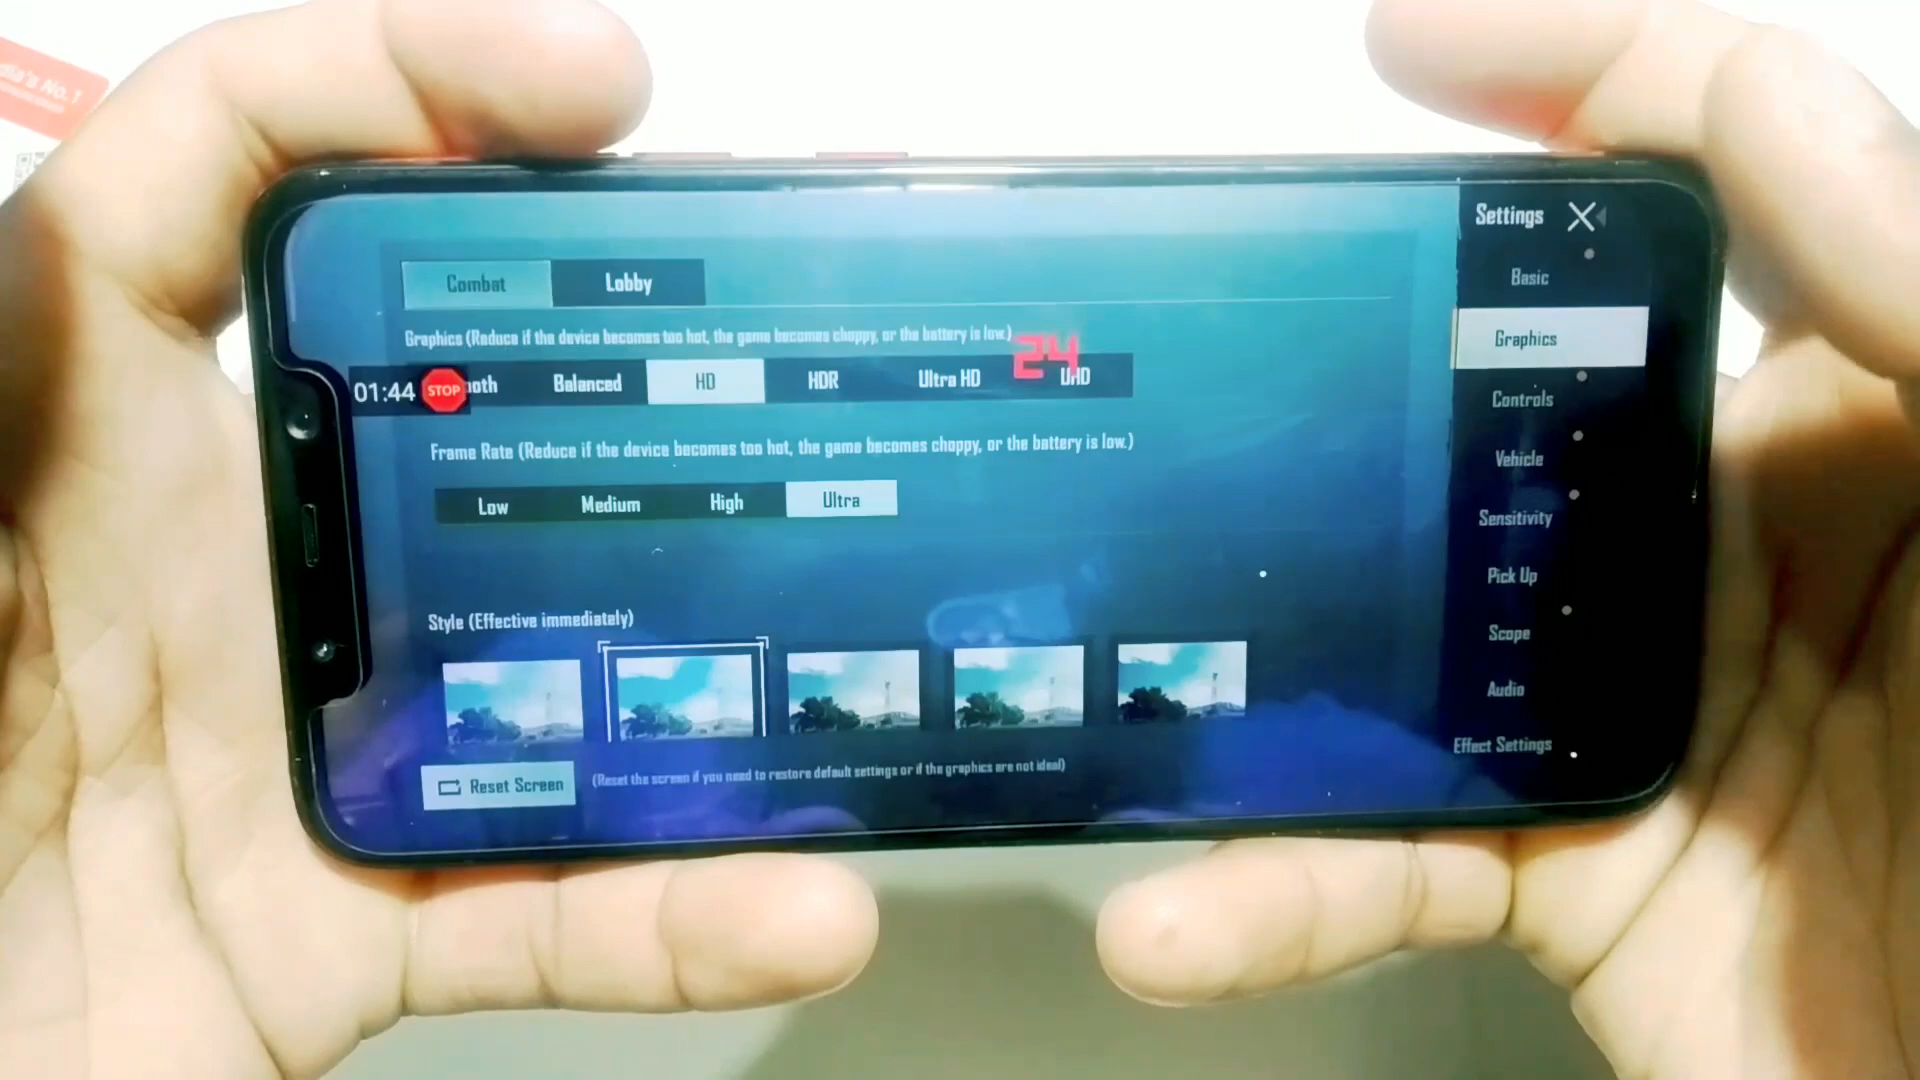 No.1
Settings
Combat
Lobby
Basic
Graphics (Reduce if the device becomes too hot, the game becomes choppy, or the battery is low.)
24
Graphics
01:44
STOP
Balanced
HD
HDR
Ultra HD
UHD
Controls
Frame Rate (Reduce if the device becomes too hot, the game becomes choppy, or the battery is low.)
Vehicle
Low
Medium
High
Ultra
Sensitivity
Pick Up
Style (Effective immediately)
Scope
Audio
Effect Settings
Reset Screen
(Reset the screen if you need to restore default settings or if the graphics are not ideal)